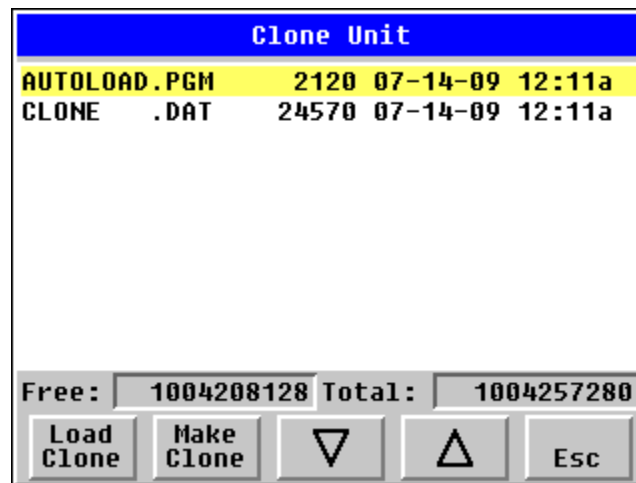 Clone Unit
AUTOLOAD.PGM 2120 07-14-09 12:11a
CLONE .DAT 24570 07-14-09 12:11a
Free: 1004208128 Total: 1004257280
Load Clone Make Clone Esc